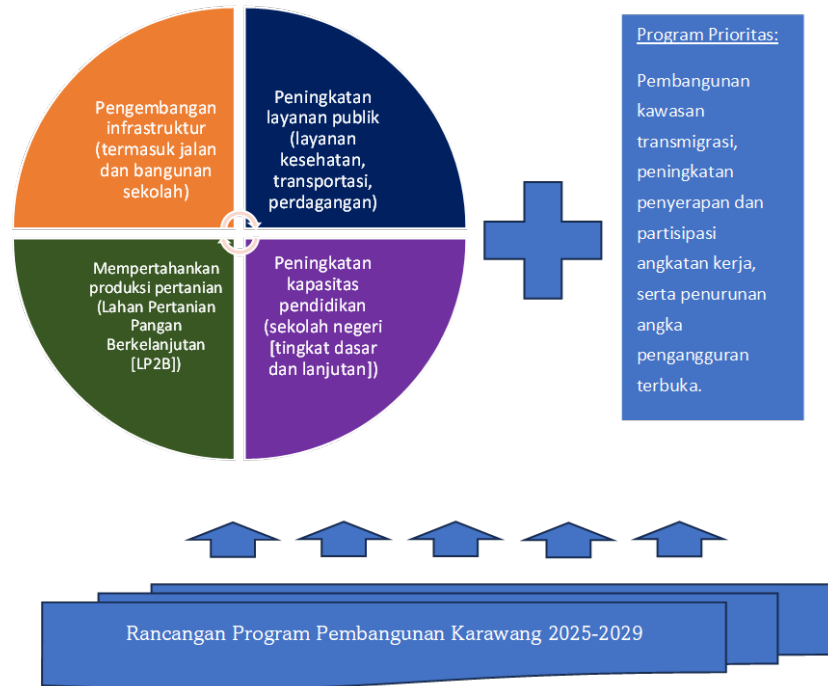 Pengembangan
infrastruktur
(termasuk jalan
dan bangunan
sekolah)
Peningkatan
layanan publik
(layanan
kesehatan,
transportasi,
perdagangan)
Mempertahankan
produksi pertanian
(Lahan Pertanian
Pangan
Berkelanjutan
[LP2B])
Peningkatan
kapasitas
pendidikan
(sekolah negeri
[tingkat dasar
dan lanjutan])
Program Prioritas:
Pembangunan
kawasan
transmigrasi,
peningkatan
penyerapan dan
partisipasi
angkatan kerja,
serta penurunan
angka
pengangguran
terbuka.
Rancangan Program Pembangunan Karawang 2025-2029